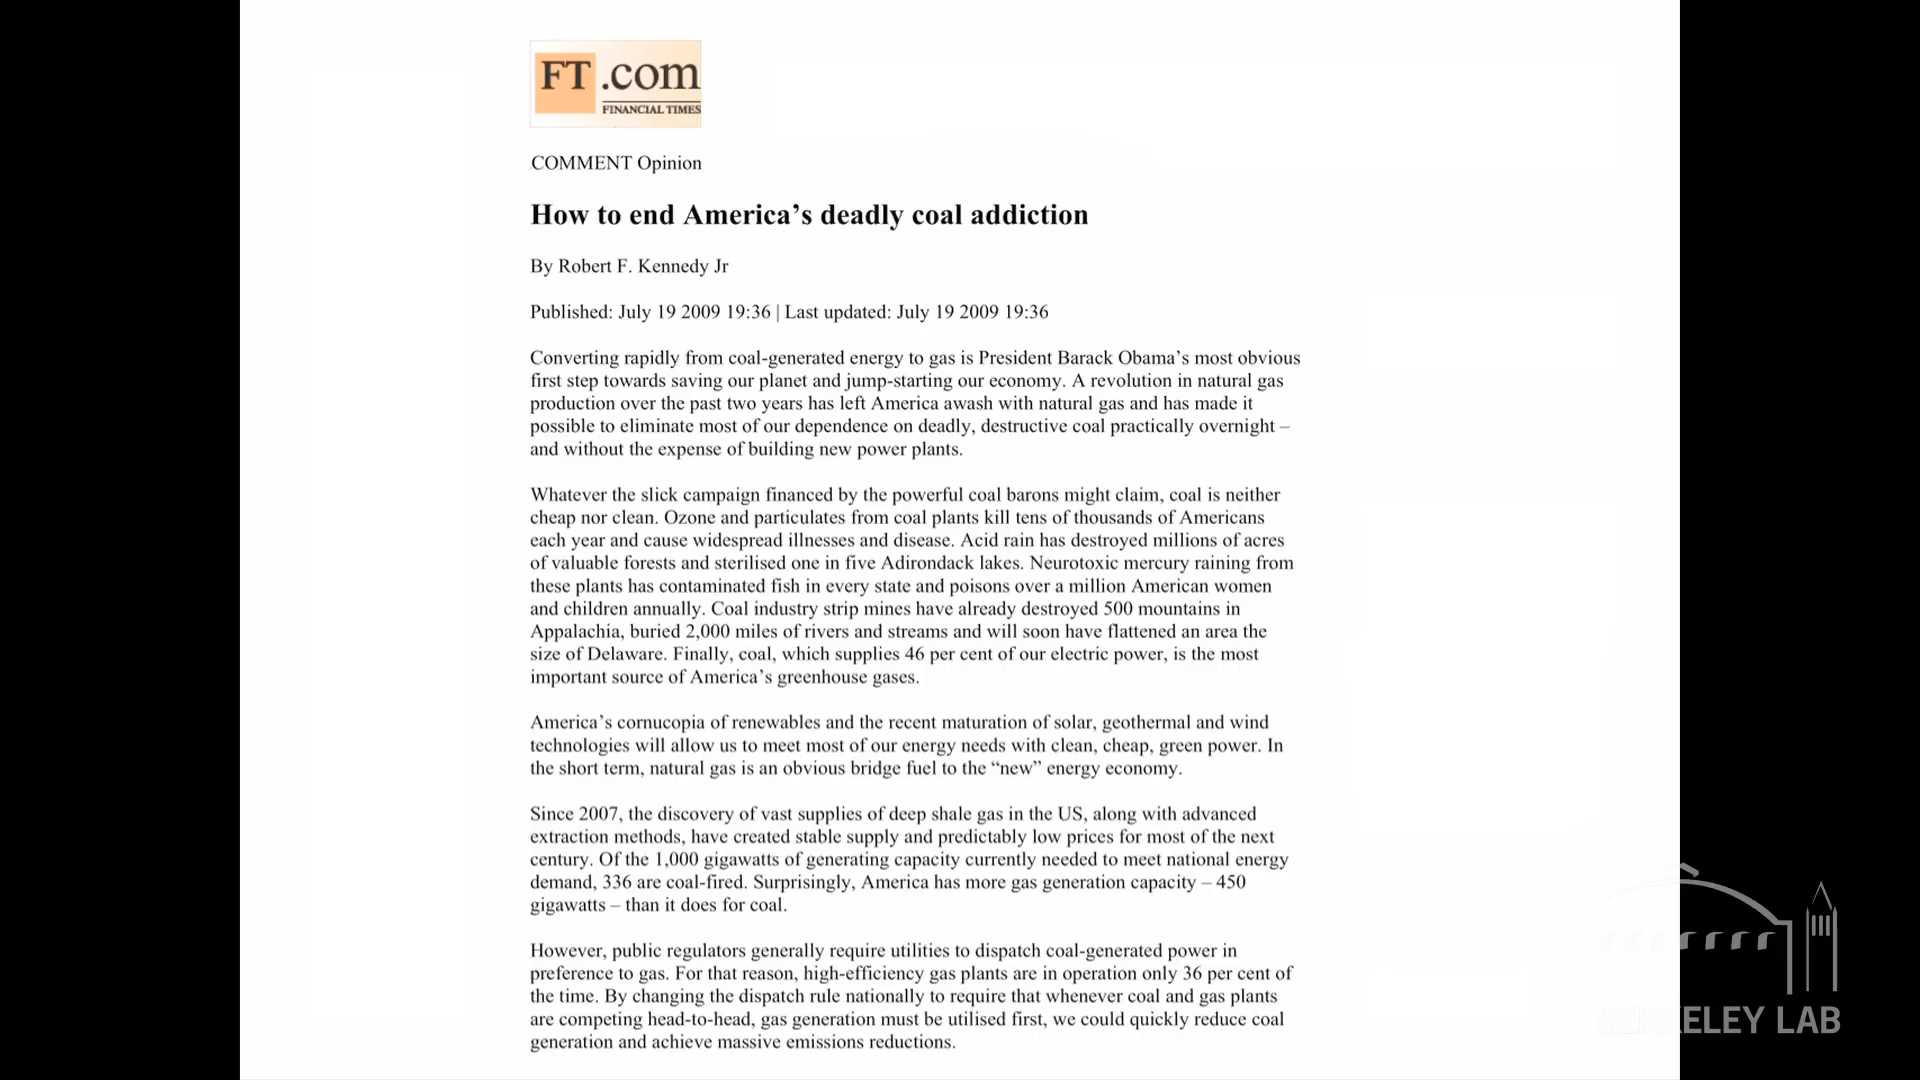 FT.com
FINANCIAL TIMES
COMMENT Opinion
How to end America’s deadly coal addiction
By Robert F. Kennedy Jr
Published: July 19 2009 19:36 | Last updated: July 19 2009 19:36
Converting rapidly from coal-generated energy to gas is President Barack Obama’s most obvious
first step towards saving our planet and jump-starting our economy. A revolution in natural gas
production over the past two years has left America awash with natural gas and has made it
possible to eliminate most of our dependence on deadly, destructive coal practically overnight –
and without the expense of building new power plants.
Whatever the slick campaign financed by the powerful coal barons might claim, coal is neither
cheap nor clean. Ozone and particulates from coal plants kill tens of thousands of Americans
each year and cause widespread illnesses and disease. Acid rain has destroyed millions of acres
of valuable forests and sterilised one in five Adirondack lakes. Neurotoxic mercury raining from
these plants has contaminated fish in every state and poisons over a million American women
and children annually. Coal industry strip mines have already destroyed 500 mountains in
Appalachia, buried 2,000 miles of rivers and streams and will soon have flattened an area the
size of Delaware. Finally, coal, which supplies 46 per cent of our electric power, is the most
important source of America’s greenhouse gases.
America’s cornucopia of renewables and the recent maturation of solar, geothermal and wind
technologies will allow us to meet most of our energy needs with clean, cheap, green power. In
the short term, natural gas is an obvious bridge fuel to the “new” energy economy.
Since 2007, the discovery of vast supplies of deep shale gas in the US, along with advanced
extraction methods, have created stable supply and predictably low prices for most of the next
century. Of the 1,000 gigawatts of generating capacity currently needed to meet national energy
demand, 336 are coal-fired. Surprisingly, America has more gas generation capacity – 450
gigawatts – than it does for coal.
However, public regulators generally require utilities to dispatch coal-generated power in
preference to gas. For that reason, high-efficiency gas plants are in operation only 36 per cent of
the time. By changing the dispatch rule nationally to require that whenever coal and gas plants
are competing head-to-head, gas generation must be utilised first, we could quickly reduce coal
generation and achieve massive emissions reductions.
BERKELEY LAB